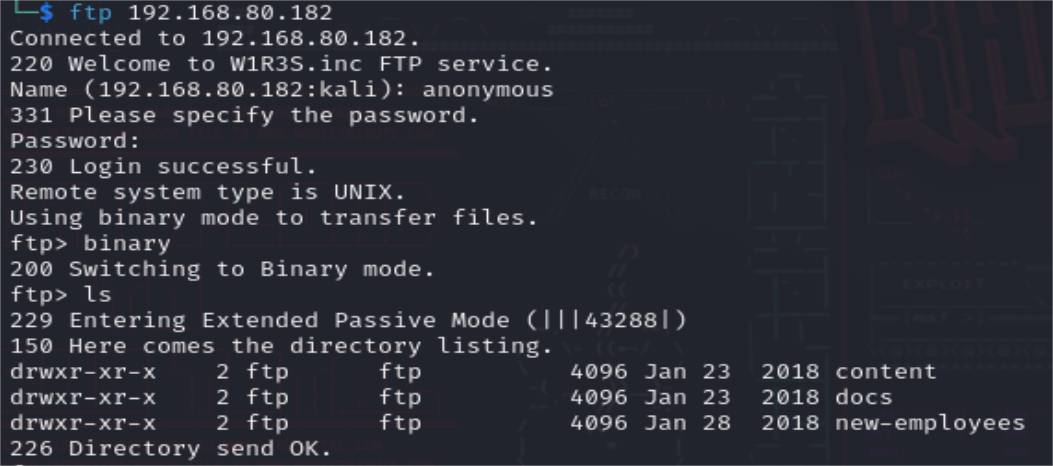 └─$ ftp 192.168.80.182
Connected to 192.168.80.182.
220 Welcome to W1R3S.inc FTP service.
Name (192.168.80.182:kali): anonymous
331 Please specify the password.
Password:
230 Login successful.
Remote system type is UNIX.
Using binary mode to transfer files.
ftp> binary
200 Switching to Binary mode.
ftp> ls
229 Entering Extended Passive Mode (|||43288|)
150 Here comes the directory listing.
drwxr-xr-x    2 ftp      ftp          4096 Jan 23  2018 content
drwxr-xr-x    2 ftp      ftp          4096 Jan 23  2018 docs
drwxr-xr-x    2 ftp      ftp          4096 Jan 28  2018 new-employees
226 Directory send OK.
RECON
EXPLOIT